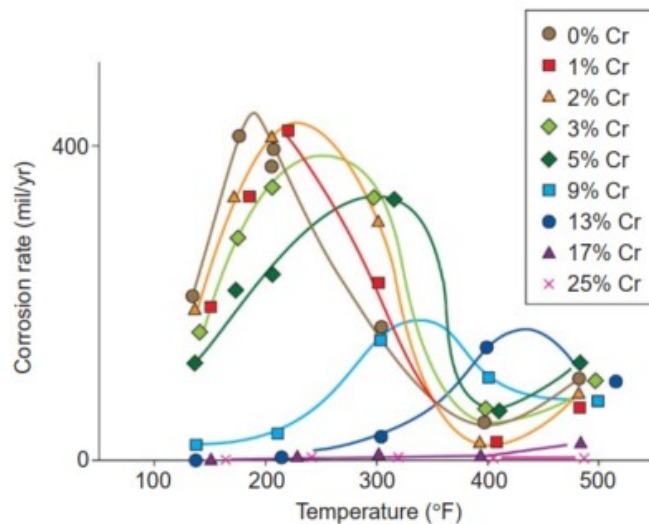 0% Cr
1% Cr
2% Cr
3% Cr
5% Cr
9% Cr
13% Cr
17% Cr
25% Cr
Corrosion rate (mil/yr)
400
0
100
200
300
400
500
Temperature (°F)